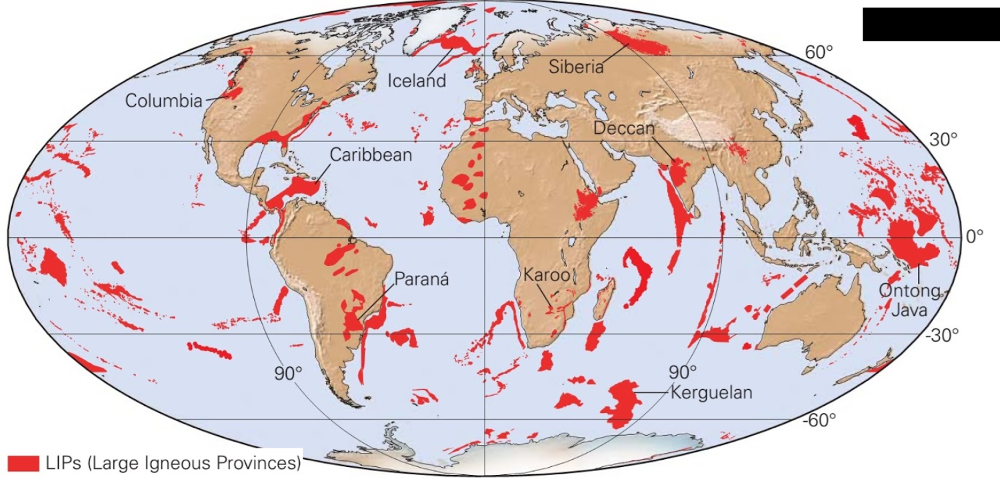 60°
Siberia
Iceland
Columbia
Deccan
30°
Caribbean
0°
Paraná
Karoo
Ontong
Java
-30°
90°
90°
Kerguelan
-60°
LIPs (Large Igneous Provinces)